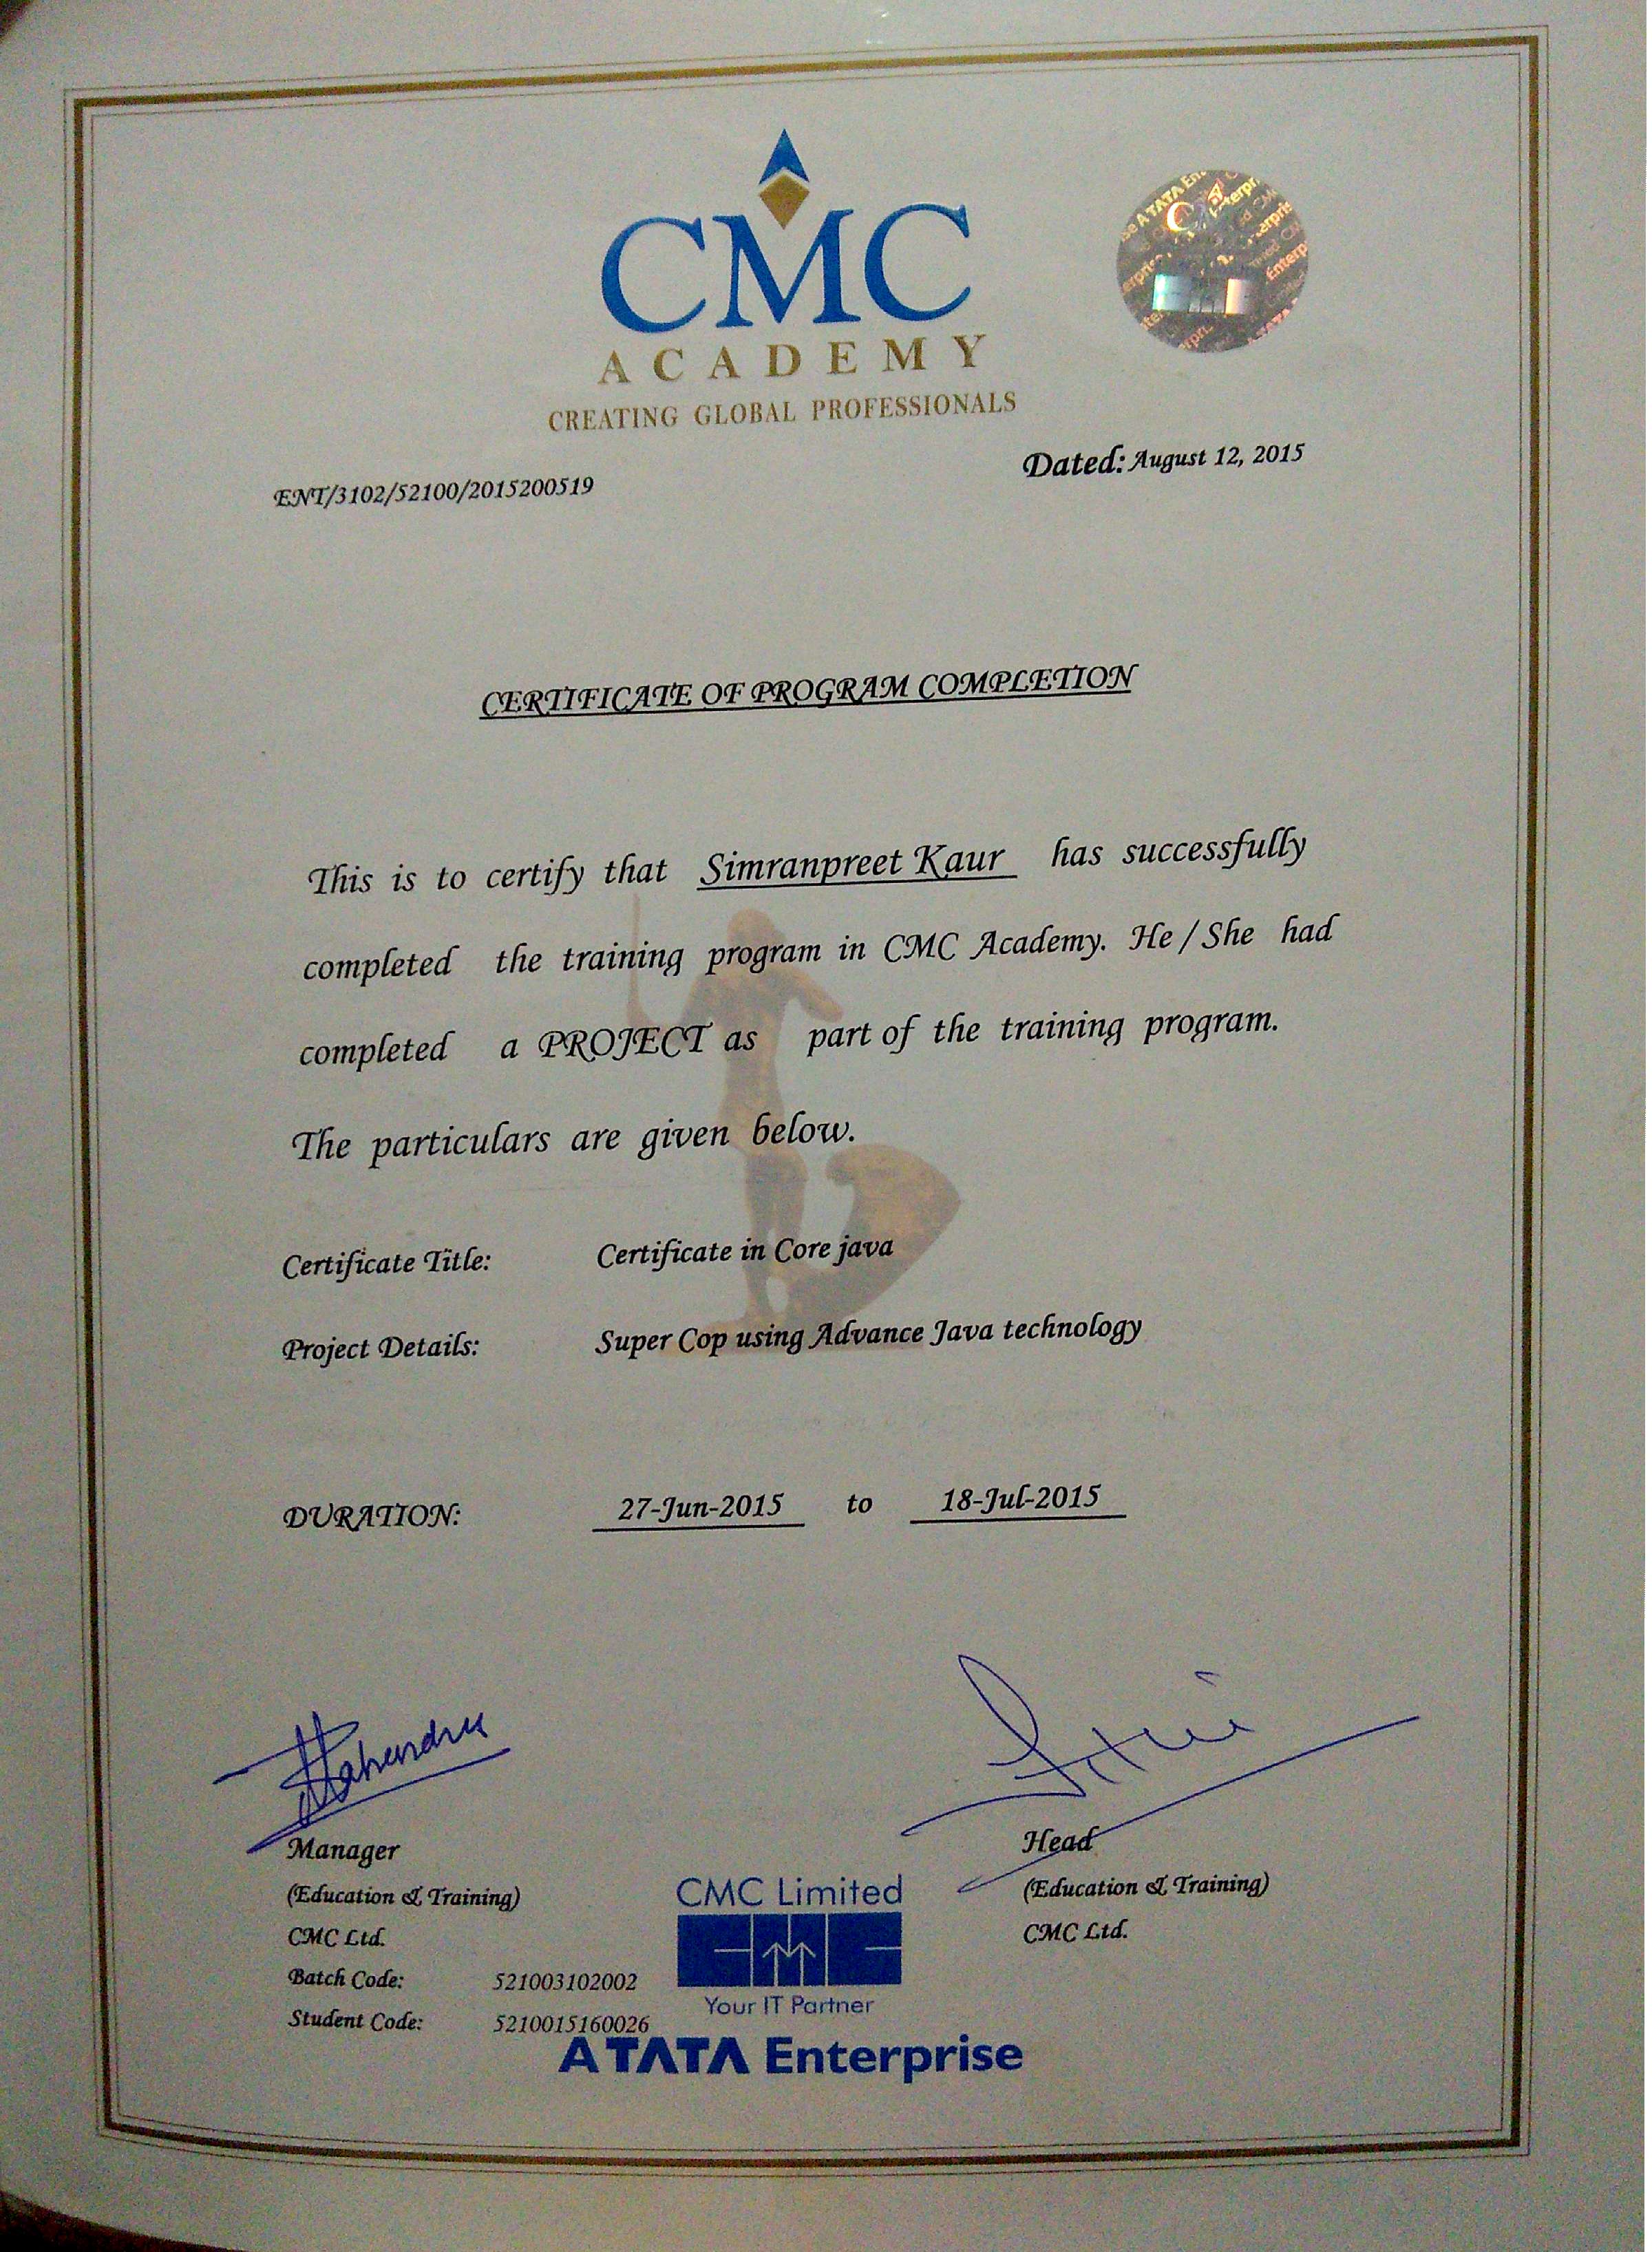 CMC
ACADEMY
CREATING GLOBAL PROFESSIONALS
Dated: August 12, 2015
ENT/3102/52100/2015200519
CERTIFICATE OF PROGRAM COMPLETION
This is to certify that Simranpreet Kaur has successfully
completed the training program in CMC Academy. He / She had
completed a PROJECT as part of the training program.
The particulars are given below.
Certificate Title: Certificate in Core java
Project Details: Super Cop using Advance Java technology
DURATION: 27-Jun-2015 to 18-Jul-2015
Manager
(Education & Training)
CMC Ltd.
Batch Code: 521003102002
Student Code: 5210015160026
Head
(Education & Training)
CMC Ltd.
CMC Limited
CMC
Your IT Partner
A TATA Enterprise